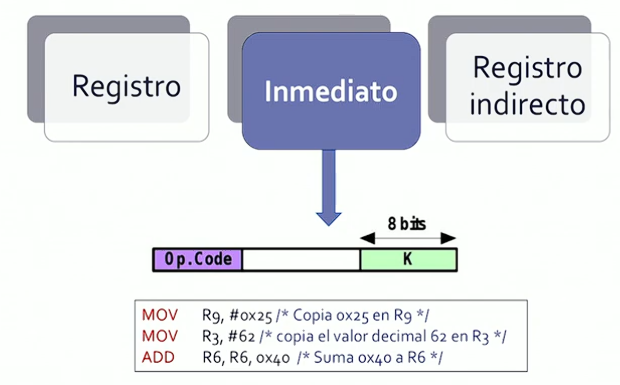 Registro
Inmediato
Registro
indirecto
8 bits
Op.Code
K
MOV R9, #0x25 /* Copia 0x25 en R9 */
MOV R3, #62 /* copia el valor decimal 62 en R3 */
ADD R6, R6, 0x40 /* Suma 0x40 a R6 */